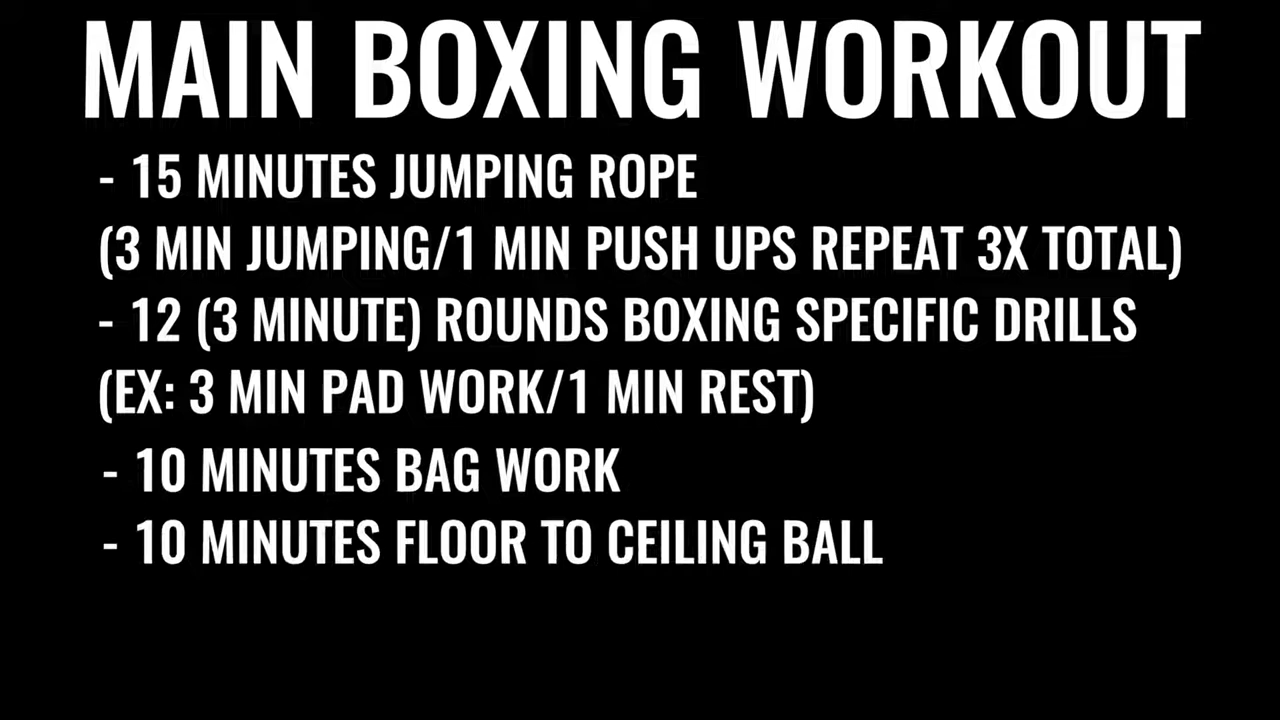 MAIN BOXING WORKOUT
- 15 MINUTES JUMPING ROPE
(3 MIN JUMPING/1 MIN PUSH UPS REPEAT 3X TOTAL)
- 12 (3 MINUTE) ROUNDS BOXING SPECIFIC DRILLS
(EX: 3 MIN PAD WORK/1 MIN REST)
- 10 MINUTES BAG WORK
- 10 MINUTES FLOOR TO CEILING BALL